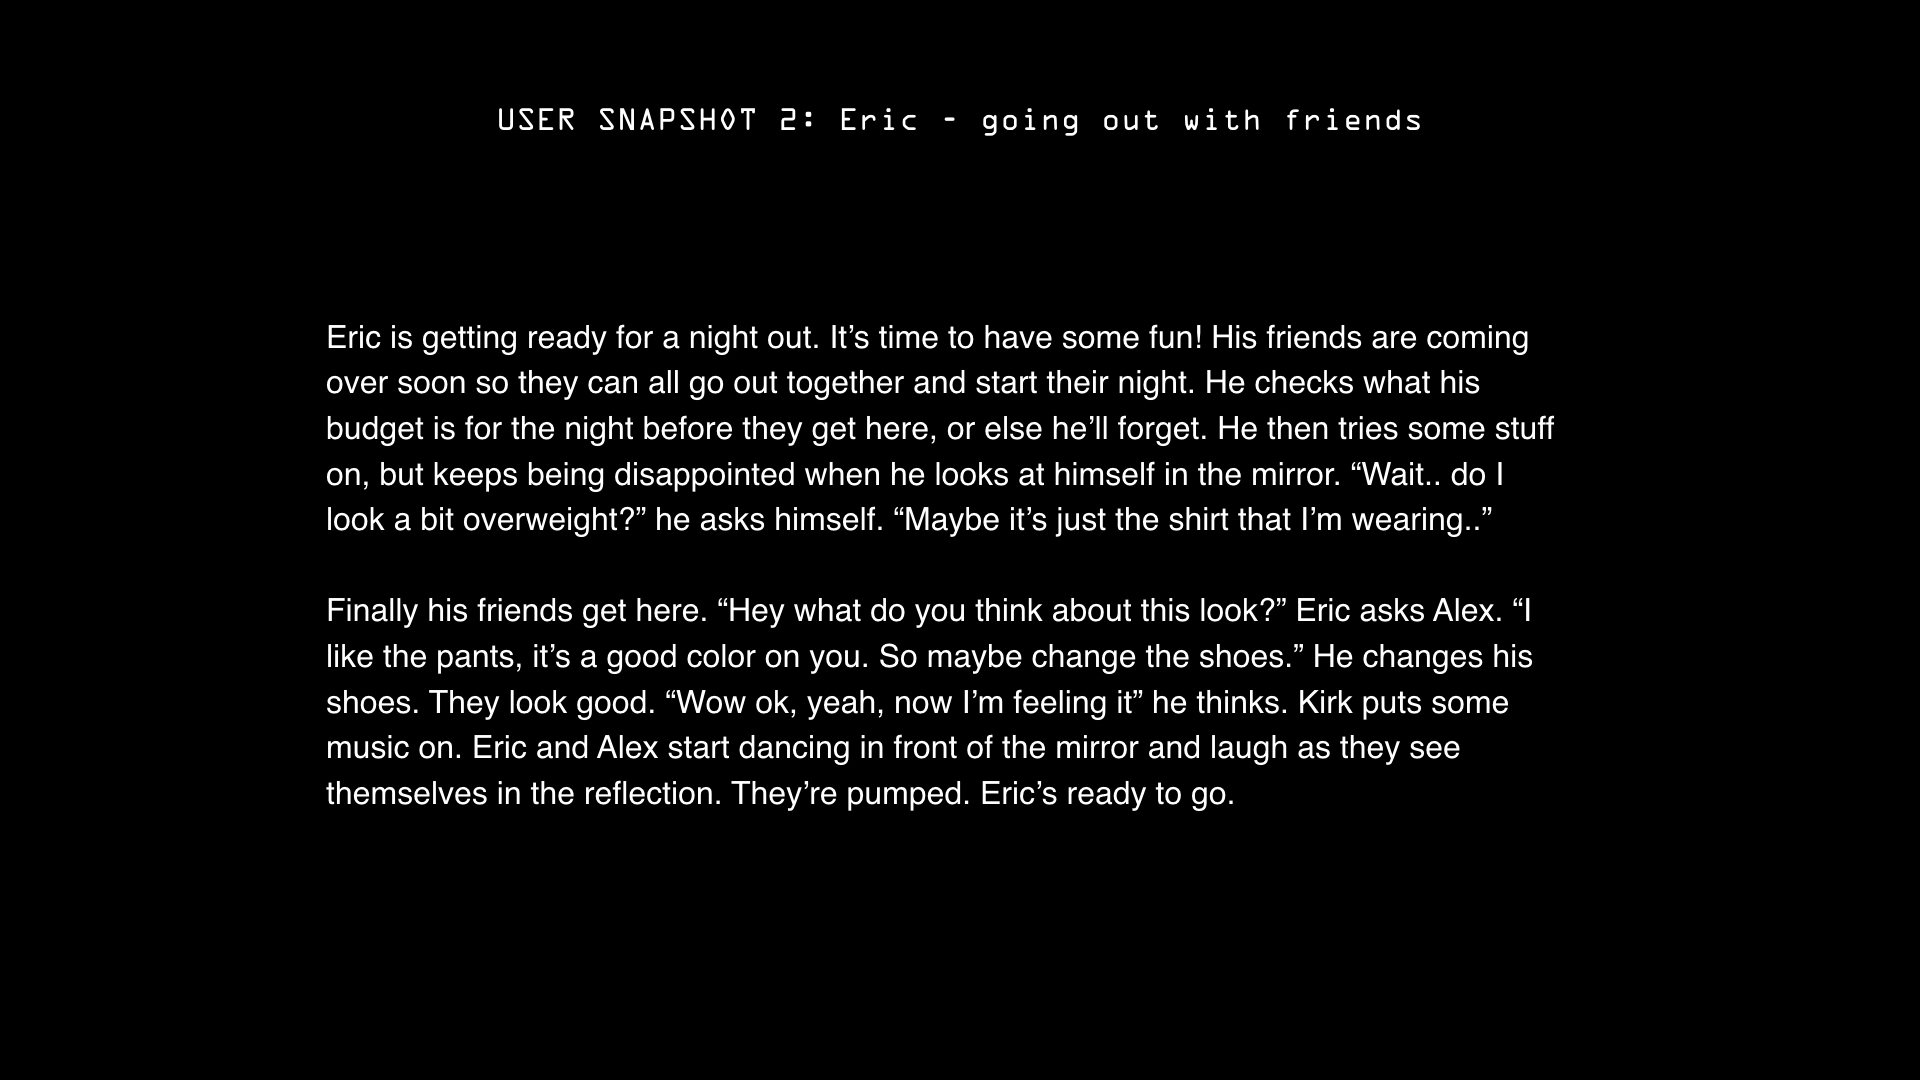 USER SNAPSHOT 2: Eric - going out with friends
Eric is getting ready for a night out. It’s time to have some fun! His friends are coming
over soon so they can all go out together and start their night. He checks what his
budget is for the night before they get here, or else he’ll forget. He then tries some stuff
on, but keeps being disappointed when he looks at himself in the mirror. “Wait.. do I
look a bit overweight?” he asks himself. “Maybe it’s just the shirt that I’m wearing..”
Finally his friends get here. “Hey what do you think about this look?” Eric asks Alex. “I
like the pants, it’s a good color on you. So maybe change the shoes.” He changes his
shoes. They look good. “Wow ok, yeah, now I’m feeling it” he thinks. Kirk puts some
music on. Eric and Alex start dancing in front of the mirror and laugh as they see
themselves in the reflection. They’re pumped. Eric’s ready to go.